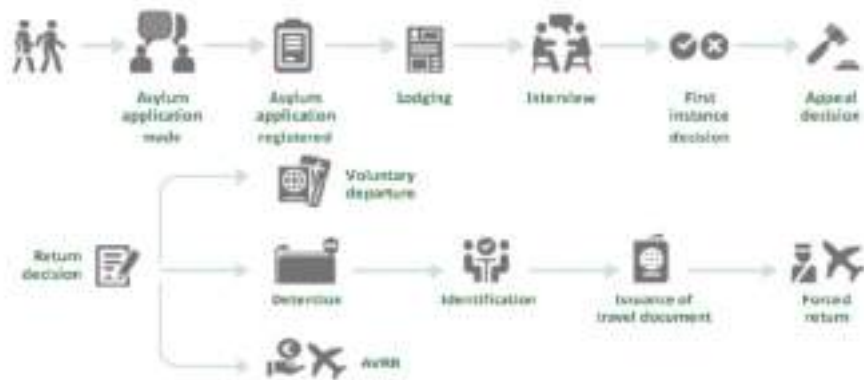 Asylum
application
made
Asylum
application
registered
Lodging
Interview
First
instance
decision
Appeal
decision
Voluntary
departure
Return
decision
Detention
Identification
Issuance of
travel document
Forced
return
AVRR